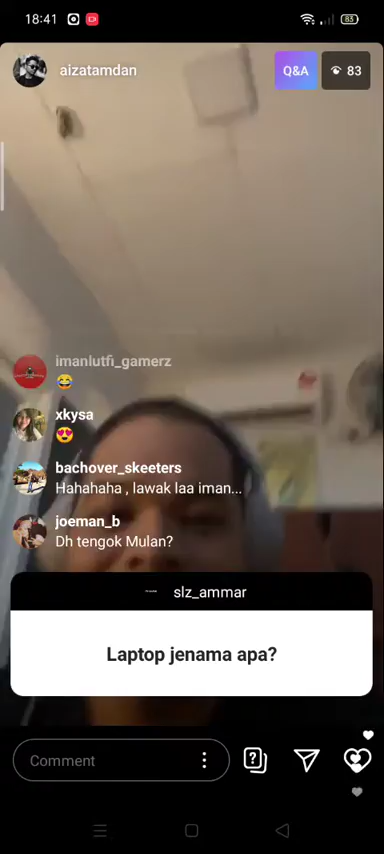 18:41
83
aizatamdan
Q&A
83
imanlutfi_gamerz
😂
xkysa
😍
bachover_skeeters
Hahahaha , lawak laa iman...
joeman_b
Dh tengok Mulan?
slz_ammar
Laptop jenama apa?
Comment